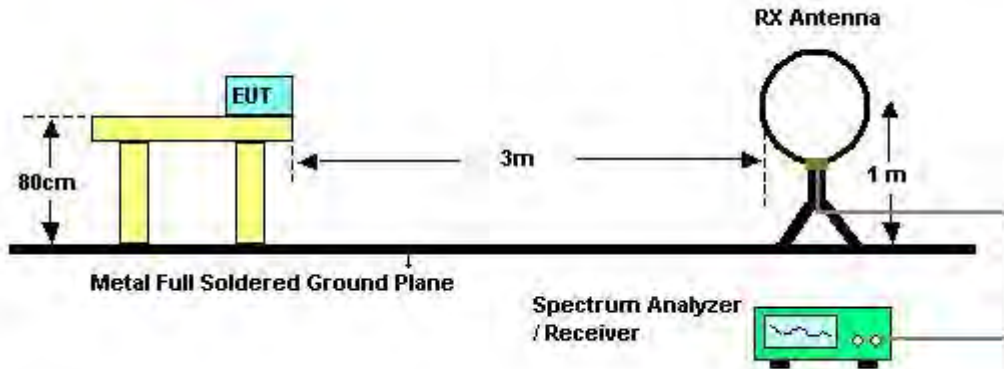 RX Antenna
EUT
80cm
3m
1 m
Metal Full Soldered Ground Plane
Spectrum Analyzer
/ Receiver